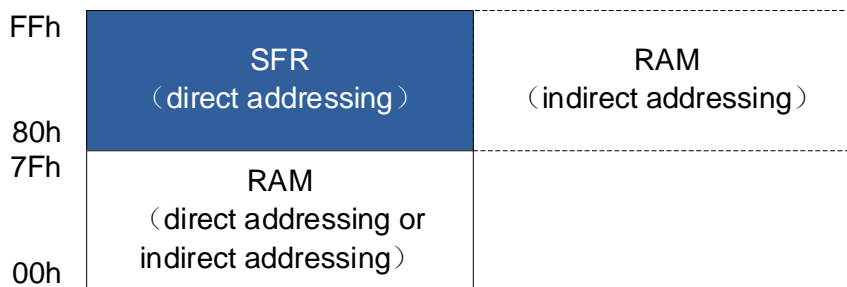 FFh
SFR
（direct addressing）
RAM
（indirect addressing）
80h
7Fh
RAM
（direct addressing or
indirect addressing）
00h